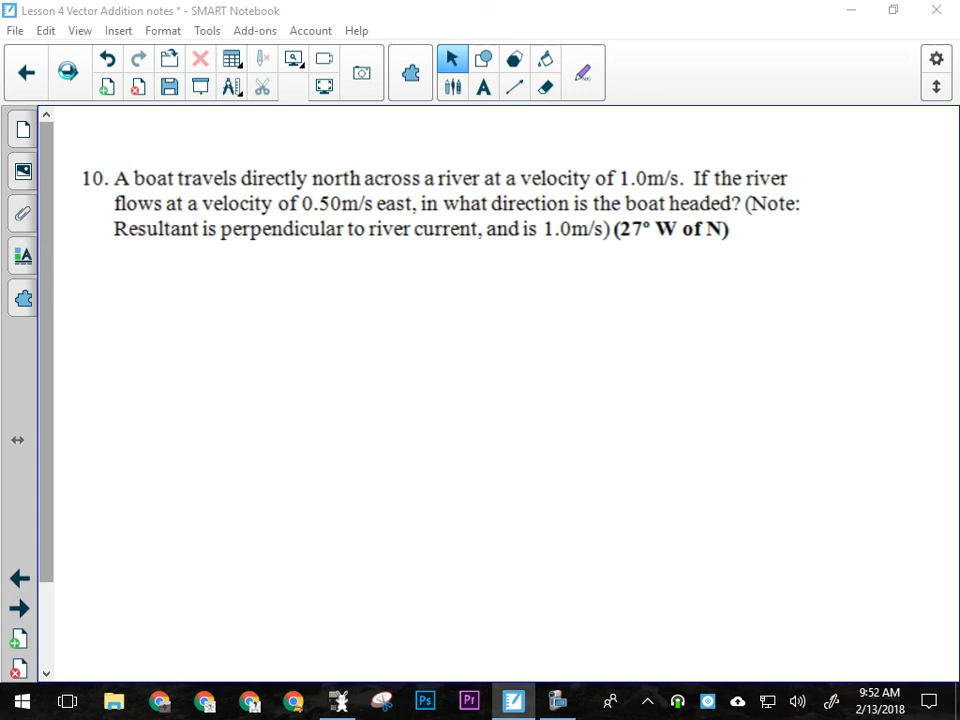 Lesson 4 Vector Addition notes * - SMART Notebook
File Edit View Insert Format Tools Add-ons Account Help
10. A boat travels directly north across a river at a velocity of 1.0m/s. If the river
flows at a velocity of 0.50m/s east, in what direction is the boat headed? (Note:
Resultant is perpendicular to river current, and is 1.0m/s) (27° W of N)
Ps Pr
9:52 AM
2/13/2018